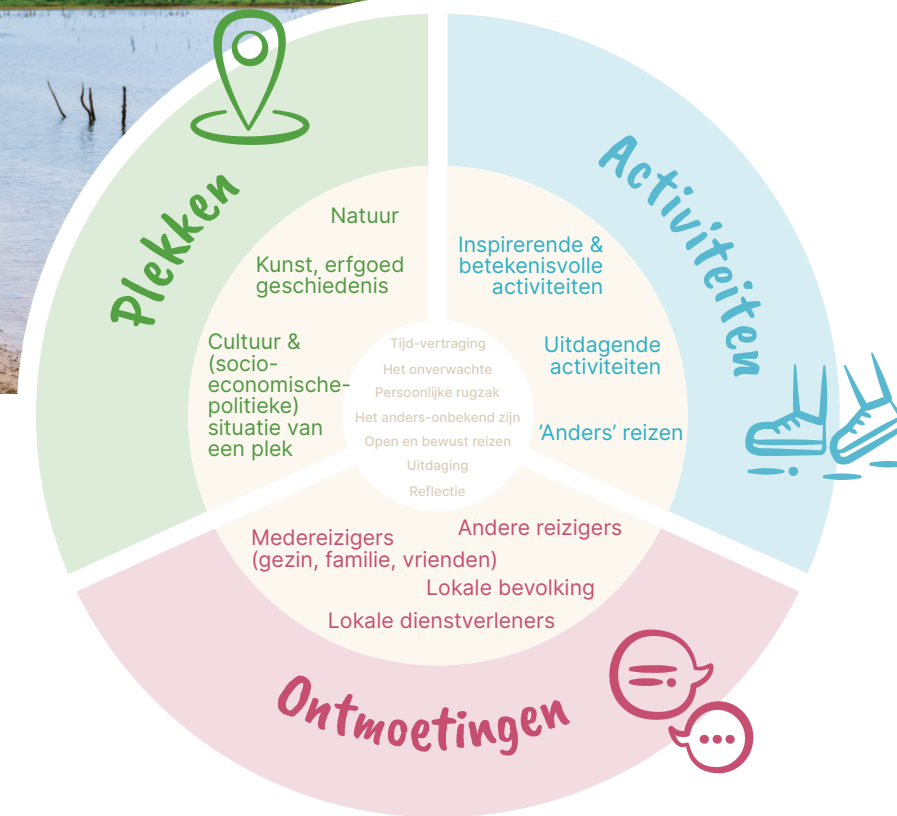 Plekken
Natuur
Kunst, erfgoed
geschiedenis
Cultuur &
(socio-
economische-
politieke)
situatie van
een plek
Activiteiten
Inspirerende &
betekenisvolle
activiteiten
Uitdagende
activiteiten
‘Anders’ reizen
Tijd-vertraging
Het onverwachte
Persoonlijke rugzak
Het anders-onbekend zijn
Open en bewust reizen
Uitdaging
Reflectie
Medereizigers
(gezin, familie, vrienden)
Andere reizigers
Lokale bevolking
Lokale dienstverleners
Ontmoetingen